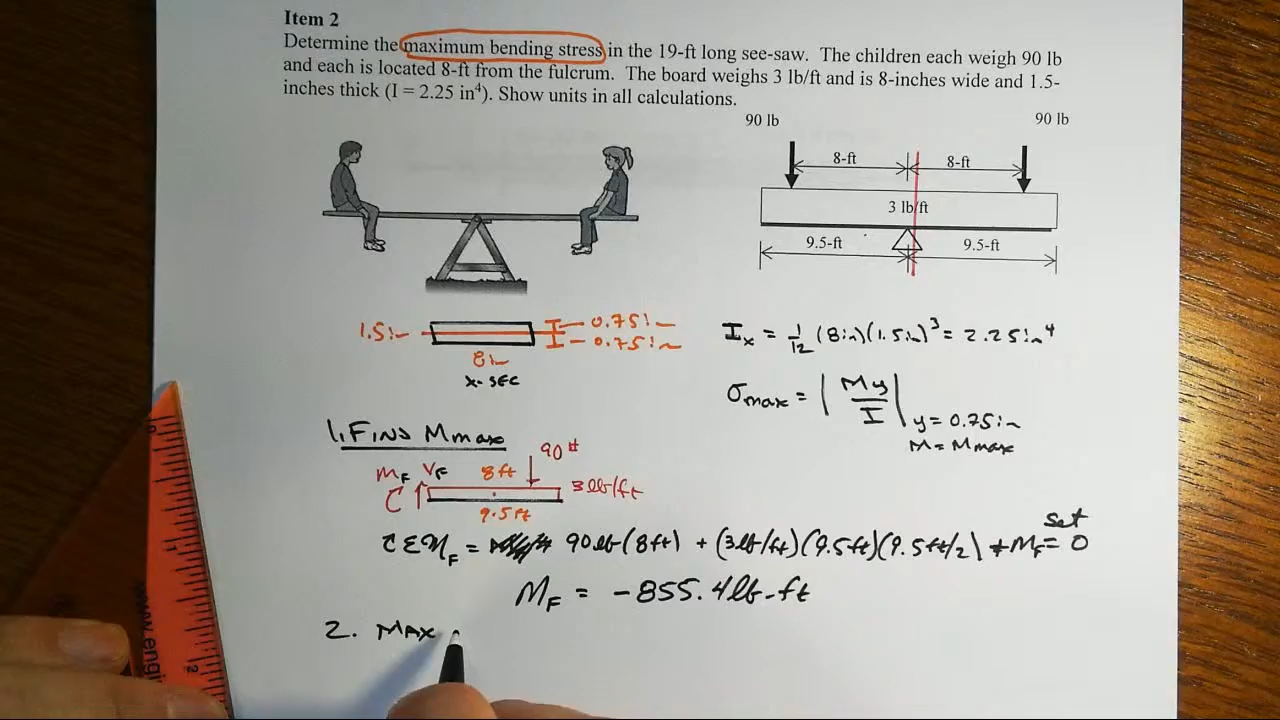 Item 2
Determine the maximum bending stress in the 19-ft long see-saw. The children each weigh 90 lb
and each is located 8-ft from the fulcrum. The board weighs 3 lb/ft and is 8-inches wide and 1.5-
inches thick (I = 2.25 in⁴). Show units in all calculations.
90 lb 90 lb
8-ft 8-ft
3 lb/ft
9.5-ft 9.5-ft
1.5in 0.75in
0.75in
8in
X-SEC
Iₓ = 1/12 (8in)(1.5in)³ = 2.25in⁴
σmax = | My/I | y = 0.75in
M = Mmax
1. FIND Mmax
90#
MF VF 8ft
3lb/ft
9.5ft
ΣMF = 90lb(8ft) + (3lb/ft)(9.5ft)(9.5ft/2) + MF = 0
set
MF = -855.4lb-ft
2. MAX
www.engi
2